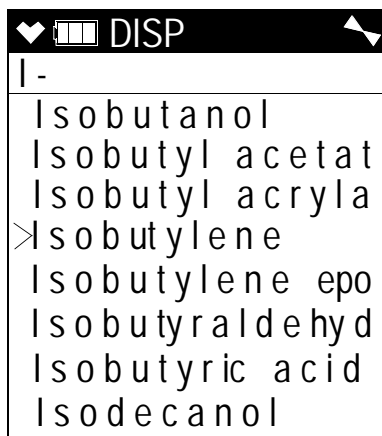 DISP
I-
Isobutanol
Isobutyl acetat
Isobutyl acryla
>Isobutylene
Isobutylene epo
Isobutyraldehyd
Isobutyric acid
Isodecanol